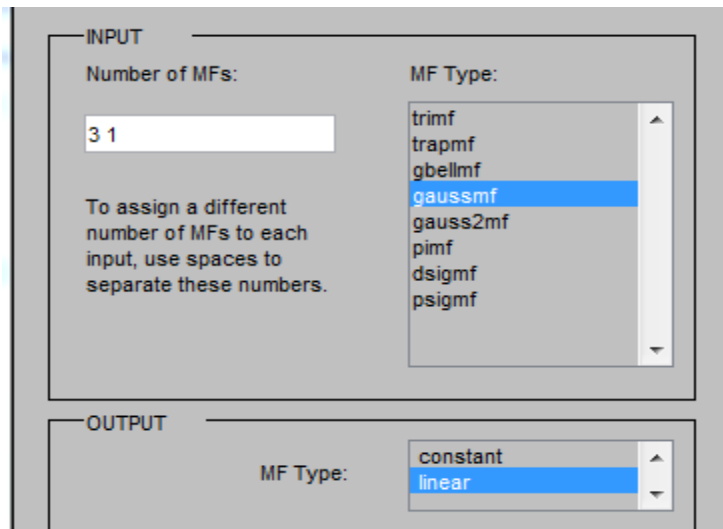 INPUT
Number of MFs:
3 1
To assign a different
number of MFs to each
input, use spaces to
separate these numbers.
MF Type:
trimf
trapmf
gbellmf
gaussmf
gauss2mf
pimf
dsigmf
psigmf
OUTPUT
MF Type:
constant
linear